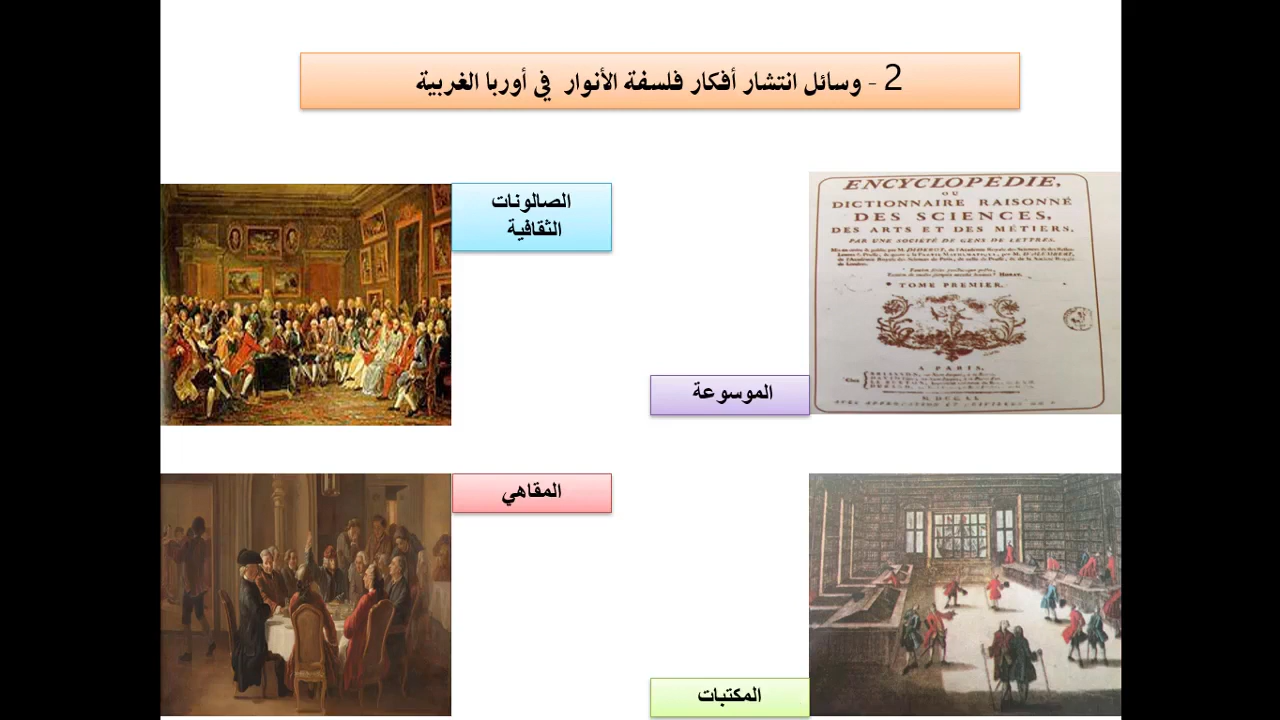 2 - وسائل انتشار أفكار فلسفة الأنوار في أوربا الغربية
ENCYCLOPEDIE,
OU
DICTIONNAIRE RAISONNÉ
DES SCIENCES,
DES ARTS ET DES MÉTIERS,
PAR UNE SOCIÉTÉ DE GENS DE LETTRES.
TOME PREMIER.
A PARIS,
الموسوعة
الصالونات
الثقافية
المكتبات
المقاهي